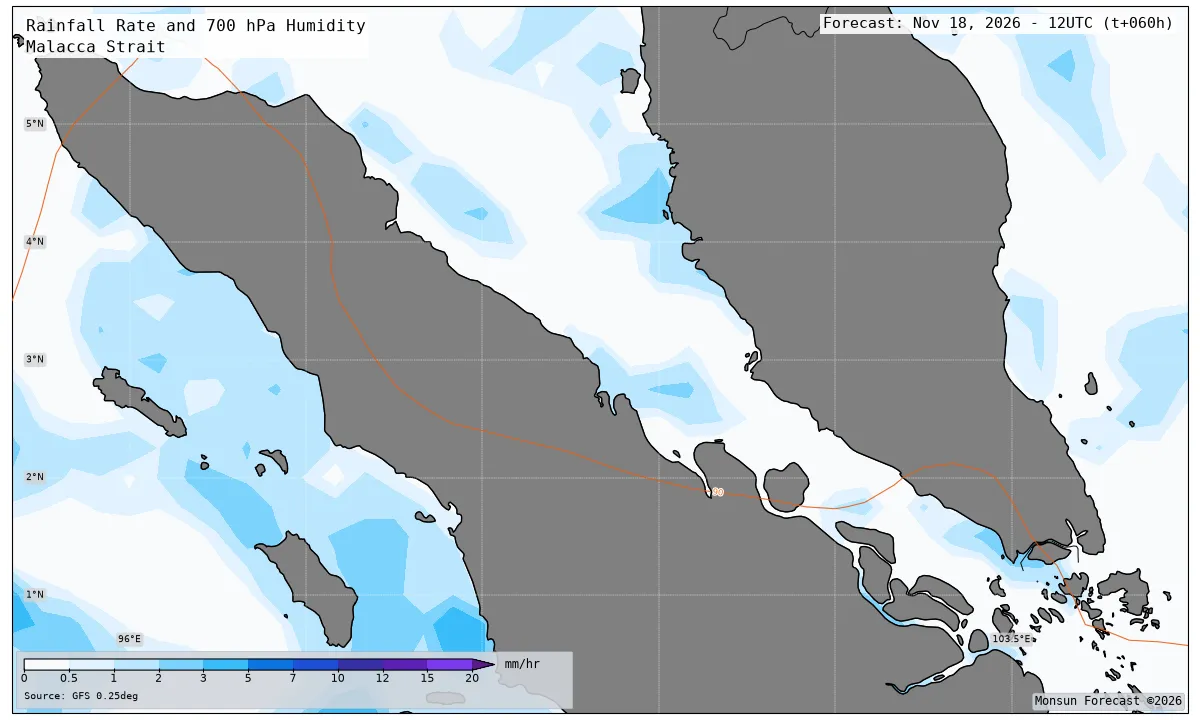 Rainfall Rate and 700 hPa Humidity
Malacca Strait
Forecast: Nov 18, 2026 - 12UTC (t+060h)
5°N
4°N
3°N
2°N
1°N
96°E
103.5°E
mm/hr
0 0.5 1 2 3 5 7 10 12 15 20
Source: GFS 0.25deg
Monsun Forecast ©2026